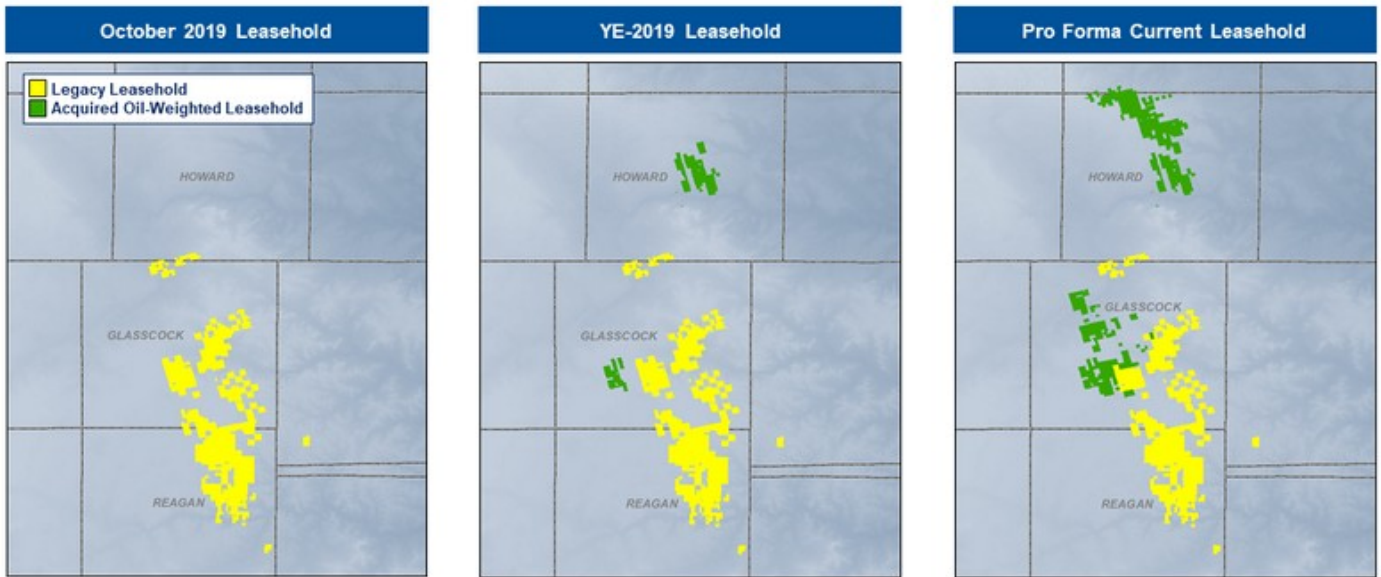 October 2019 Leasehold
YE-2019 Leasehold
Pro Forma Current Leasehold
Legacy Leasehold
Acquired Oil-Weighted Leasehold
HOWARD
GLASSCOCK
REAGAN
HOWARD
GLASSCOCK
REAGAN
HOWARD
GLASSCOCK
REAGAN